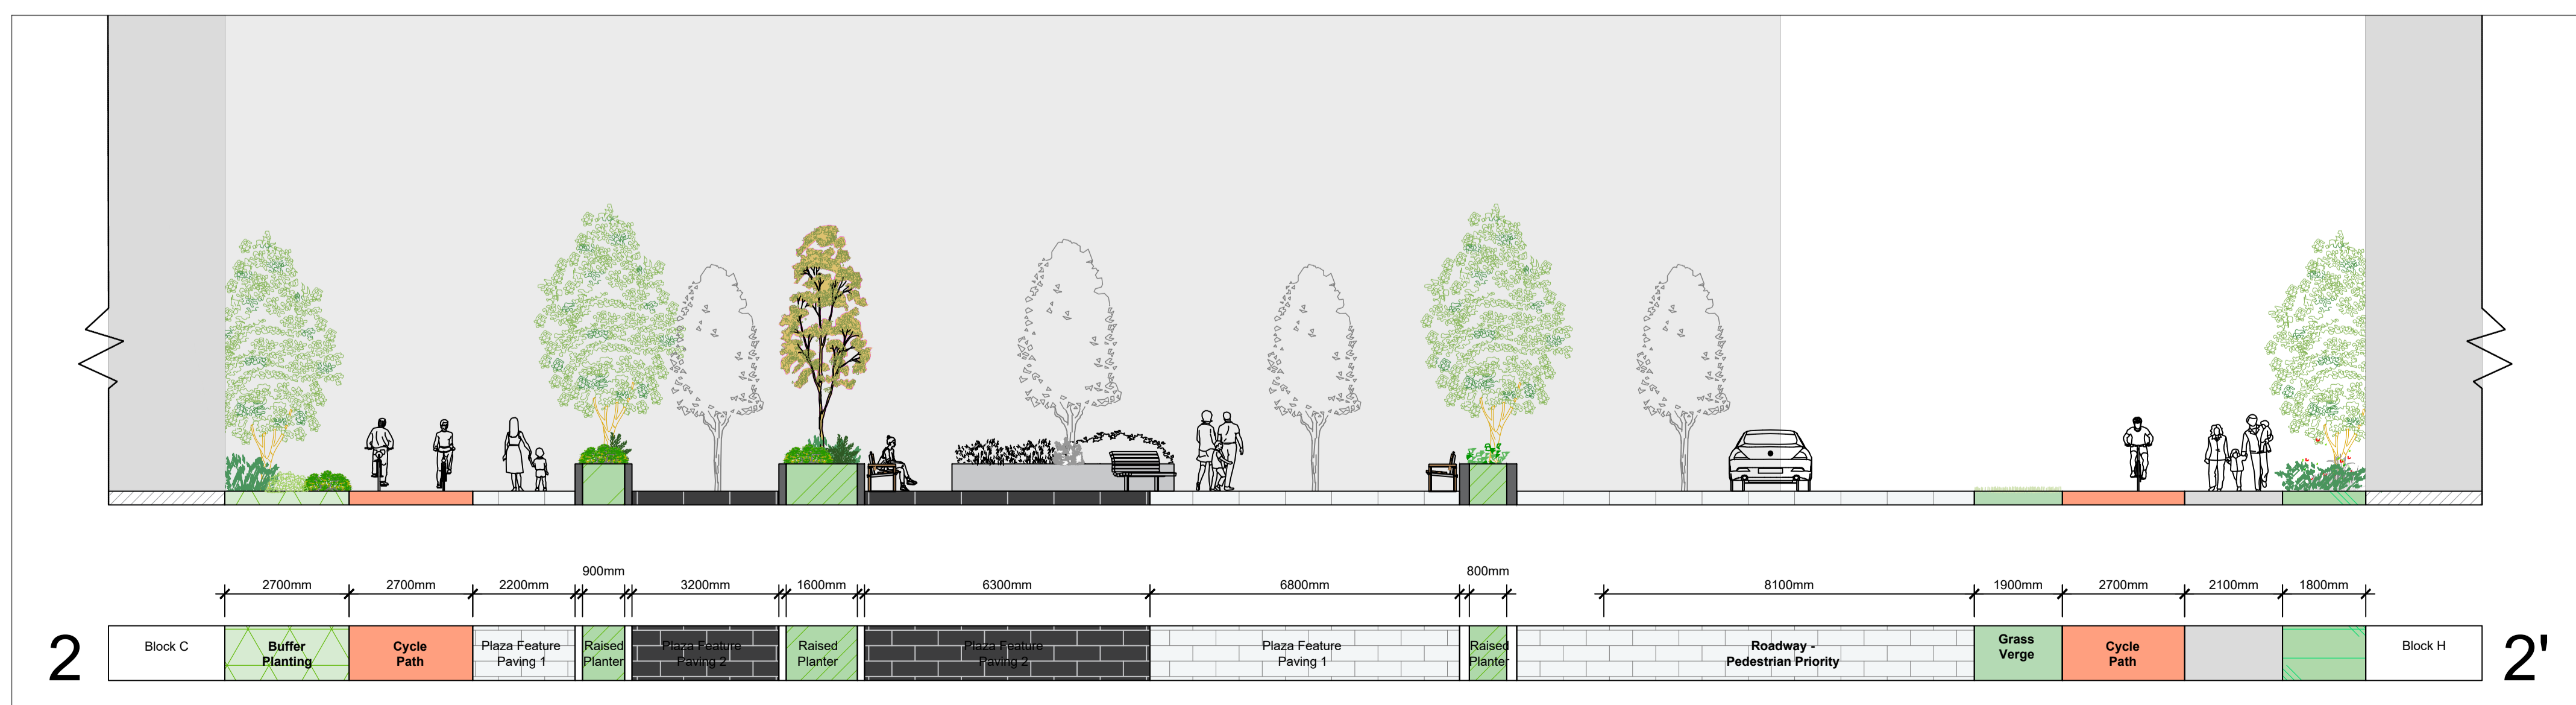 900mm
800mm
2700mm
2700mm
2200mm
3200mm
1600mm
6300mm
6800mm
8100mm
1900mm
2700mm
2100mm
1800mm
2
Block C
Buffer
Planting
Cycle
Path
Plaza Feature
Paving 1
Raised
Planter
Plaza Feature
Paving 2
Raised
Planter
Plaza Feature
Paving 2
Plaza Feature
Paving 1
Raised
Planter
Roadway -
Pedestrian Priority
Grass
Verge
Cycle
Path
Block H
2'